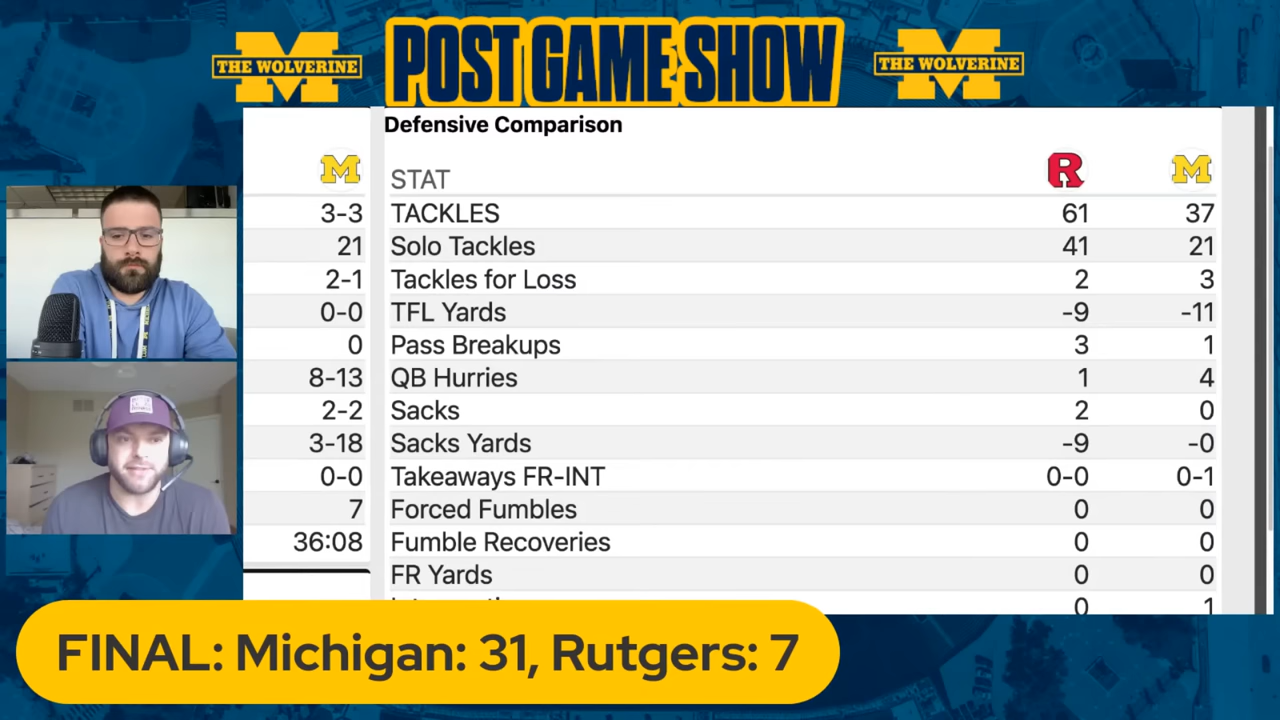 THE WOLVERINE
POST GAME SHOW
THE WOLVERINE
Defensive Comparison
M
STAT
R
M
3-3
TACKLES 61 37
21
Solo Tackles 41 21
2-1
Tackles for Loss 2 3
0-0
TFL Yards -9 -11
0
Pass Breakups 3 1
8-13
QB Hurries 1 4
2-2
Sacks 2 0
3-18
Sacks Yards -9 -0
0-0
Takeaways FR-INT 0-0 0-1
7
Forced Fumbles 0 0
36:08
Fumble Recoveries 0 0
FR Yards 0 0
0 1
FINAL: Michigan: 31, Rutgers: 7